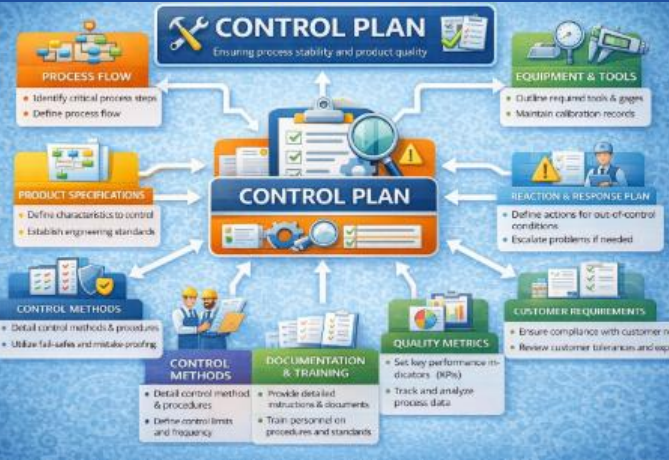 CONTROL PLAN
Ensuring process stability and product quality
PROCESS FLOW
• Identify critical process steps
• Define process flow
EQUIPMENT & TOOLS
• Outline required tools & gages
• Maintain calibration records
PRODUCT SPECIFICATIONS
• Define characteristics to control
• Establish engineering standards
CONTROL PLAN
REACTION & RESPONSE PLAN
• Define actions for out-of-control
conditions
• Escalate problems if needed
CONTROL METHODS
• Detail control methods & procedures
• Utilize fail-safes and mistake-proofing
CONTROL
METHODS
• Detail control method
& procedures
• Define control limits
and frequency
DOCUMENTATION
& TRAINING
• Provide detailed
instructions & documents
• Train personnel on
procedures and standards
QUALITY METRICS
• Set key performance in-
dicators (KPIs)
• Track and analyze
process data
CUSTOMER REQUIREMENTS
• Ensure compliance with customer
• Review customer tolerances and